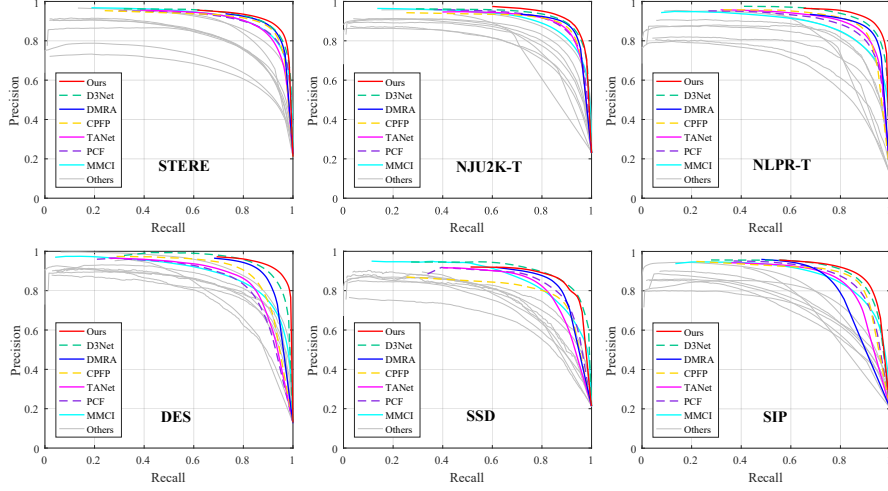 1
0.8
0.6
0.4
0.2
0
Precision
Ours
D3Net
DMRA
CPFP
TANet
PCF
MMCI
Others
STERE
0 0.2 0.4 0.6 0.8 1
Recall
1
0.8
0.6
0.4
0.2
0
Precision
Ours
D3Net
DMRA
CPFP
TANet
PCF
MMCI
Others
NJU2K-T
0 0.2 0.4 0.6 0.8 1
Recall
1
0.8
0.6
0.4
0.2
0
Precision
Ours
D3Net
DMRA
CPFP
TANet
PCF
MMCI
Others
NLPR-T
0 0.2 0.4 0.6 0.8 1
Recall
1
0.8
0.6
0.4
0.2
0
Precision
Ours
D3Net
DMRA
CPFP
TANet
PCF
MMCI
Others
DES
0 0.2 0.4 0.6 0.8 1
Recall
1
0.8
0.6
0.4
0.2
0
Precision
Ours
D3Net
DMRA
CPFP
TANet
PCF
MMCI
Others
SSD
0 0.2 0.4 0.6 0.8 1
Recall
1
0.8
0.6
0.4
0.2
0
Precision
Ours
D3Net
DMRA
CPFP
TANet
PCF
MMCI
Others
SIP
0 0.2 0.4 0.6 0.8 1
Recall